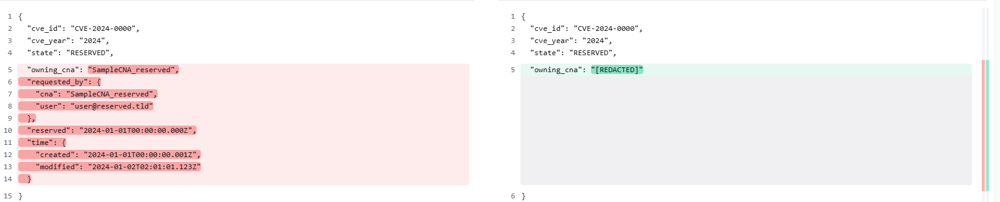 1 {
2   "cve_id": "CVE-2024-0000",
3   "cve_year": "2024",
4   "state": "RESERVED",
5   "owning_cna": "SampleCNA_reserved",
6   "requested_by": {
7     "cna": "SampleCNA_reserved",
8     "user": "user@reserved.tld"
9   },
10   "reserved": "2024-01-01T00:00:00.000Z",
11   "time": {
12     "created": "2024-01-01T00:00:00.001Z",
13     "modified": "2024-01-02T02:01:01.123Z"
14   }
15 }
1 {
2   "cve_id": "CVE-2024-0000",
3   "cve_year": "2024",
4   "state": "RESERVED",
5   "owning_cna": "[REDACTED]"
6 }